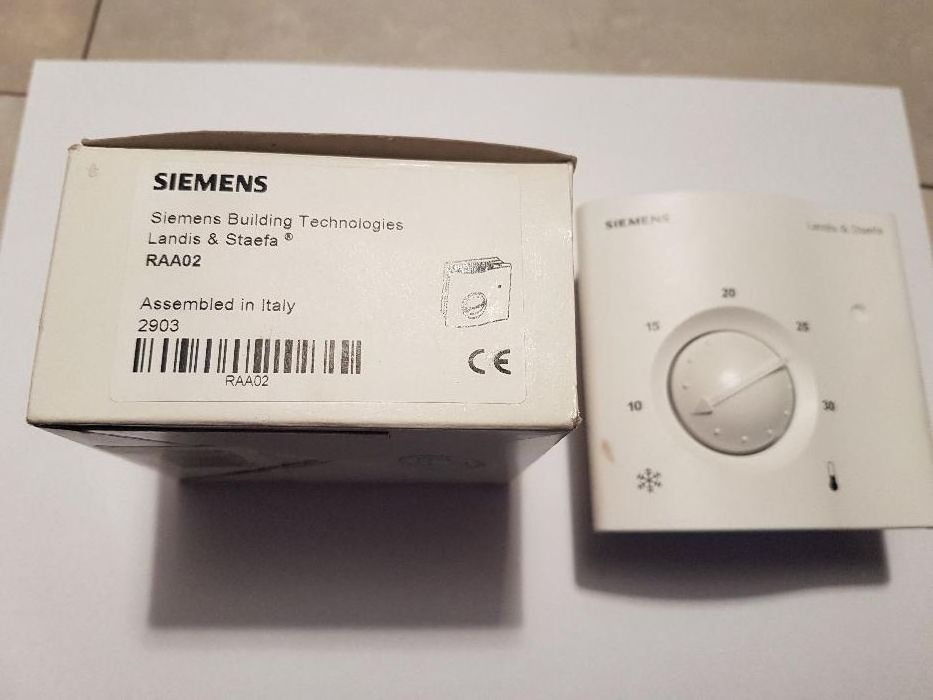 SIEMENS
Siemens Building Technologies
Landis & Staefa ®
RAA02
Assembled in Italy
2903
RAA02
CE
SIEMENS
Landis & Staefa
20
15
25
10
30